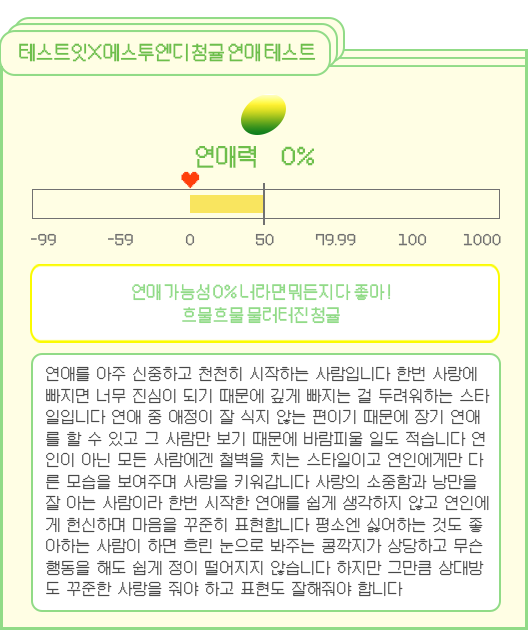 테스트잇X메스투엔디 청귤 연애 테스트
연애력 0%
-99 -59 0 50 79.99 100 1000
연애 가능성 0% 너라면 뭐든지 다 좋아!
흐물흐물 물러터진 청귤
연애를 아주 신중하고 천천히 시작하는 사람입니다 한번 사랑에
빠지면 너무 진심이 되기 때문에 깊게 빠지는 걸 두려워하는 스타
일입니다 연애 중 애정이 잘 식지 않는 편이기 때문에 장기 연애
를 할 수 있고 그 사람만 보기 때문에 바람피울 일도 적습니다 연
인이 아닌 모든 사람에겐 철벽을 치는 스타일이고 연인에게만 다
른 모습을 보여주며 사랑을 키워갑니다 사랑의 소중함과 낭만을
잘 아는 사람이라 한번 시작한 연애를 쉽게 생각하지 않고 연인에
게 헌신하며 마음을 꾸준히 표현합니다 평소엔 싫어하는 것도 좋
아하는 사람이 하면 흐린 눈으로 봐주는 콩깍지가 상당하고 무슨
행동을 해도 쉽게 정이 떨어지지 않습니다 하지만 그만큼 상대방
도 꾸준한 사랑을 줘야 하고 표현도 잘해줘야 합니다